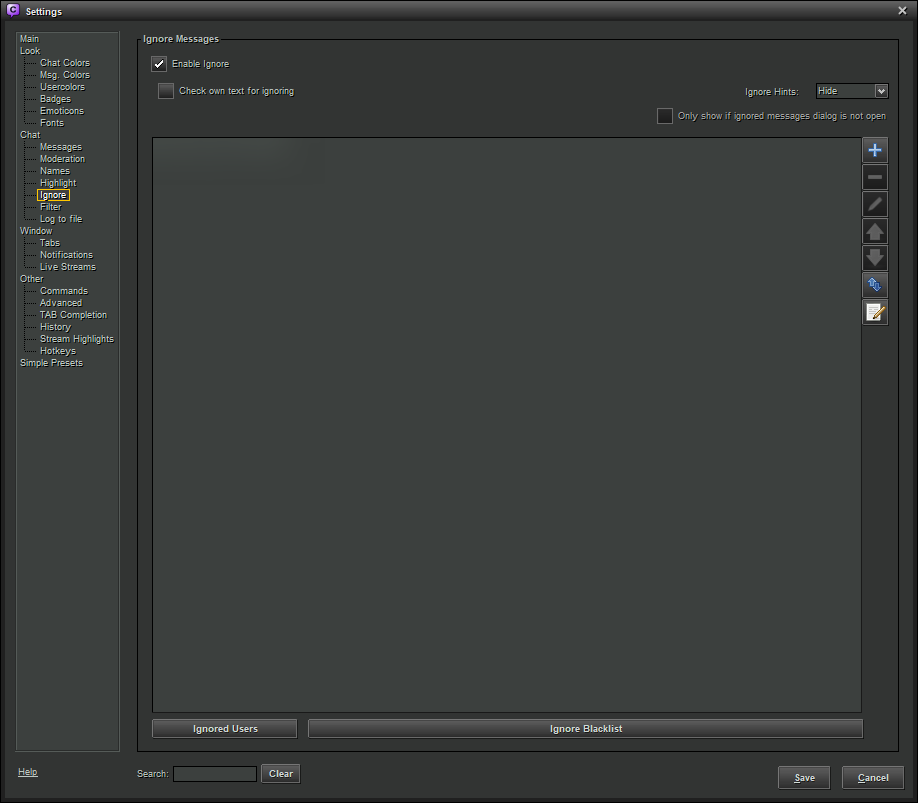 Settings
Main
Look
Chat Colors
Msg. Colors
Usercolors
Badges
Emoticons
Fonts
Chat
Messages
Moderation
Names
Highlight
Ignore
Filter
Log to file
Window
Tabs
Notifications
Live Streams
Other
Commands
Advanced
TAB Completion
History
Stream Highlights
Hotkeys
Simple Presets
Ignore Messages
Enable Ignore
Check own text for ignoring
Ignore Hints: Hide
Only show if ignored messages dialog is not open
Ignored Users Ignore Blacklist
Help Search: Clear Save Cancel